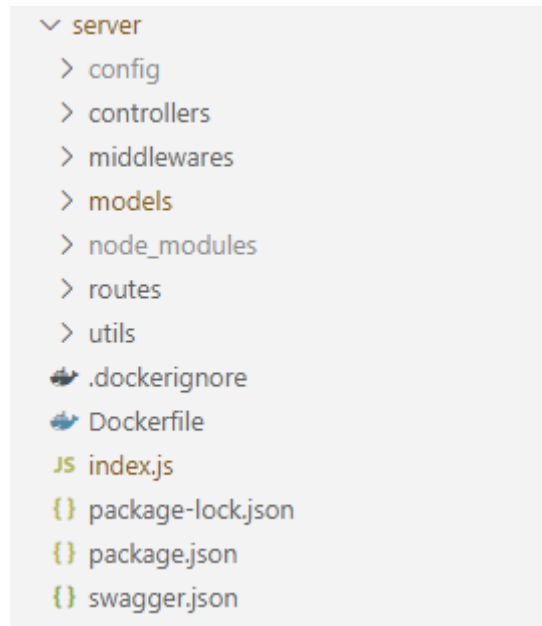 server
config
controllers
middlewares
models
node_modules
routes
utils
.dockerignore
Dockerfile
JS index.js
{} package-lock.json
{} package.json
{} swagger.json